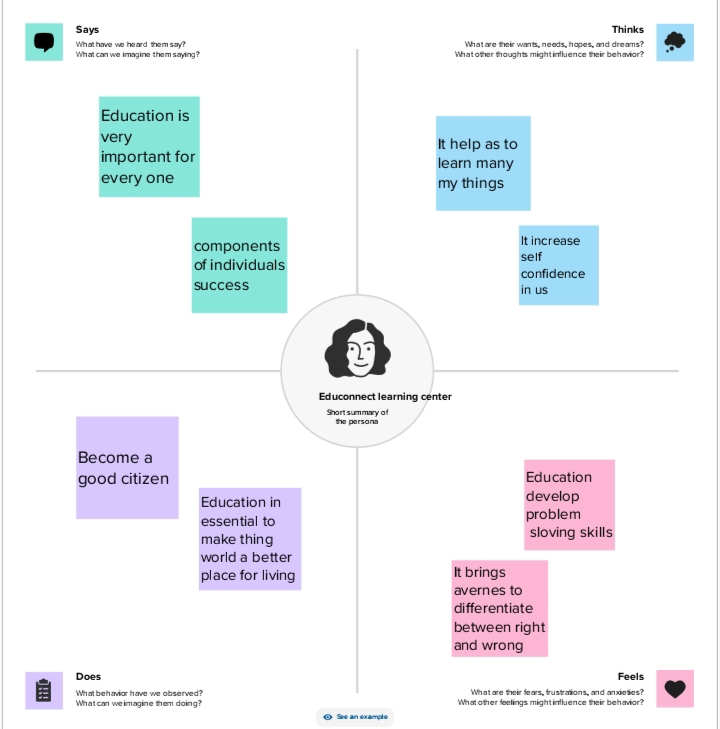 Says
What have we heard them say?
What can we imagine them saying?
Thinks
What are their wants, needs, hopes, and dreams?
What other thoughts might influence their behavior?
Education is
very
important for
every one
components
of individuals
success
It help as to
learn many
my things
It increase
self
confidence
in us
Educonnect learning center
Short summary of
the persona
Become a
good citizen
Education in
essential to
make thing
world a better
place for living
Education
develop
problem
sloving skills
It brings
avernes to
differentiate
between right
and wrong
Does
What behavior have we observed?
What can we imagine them doing?
Feels
What are their fears, frustrations, and anxieties?
What other feelings might influence their behavior?
See an example